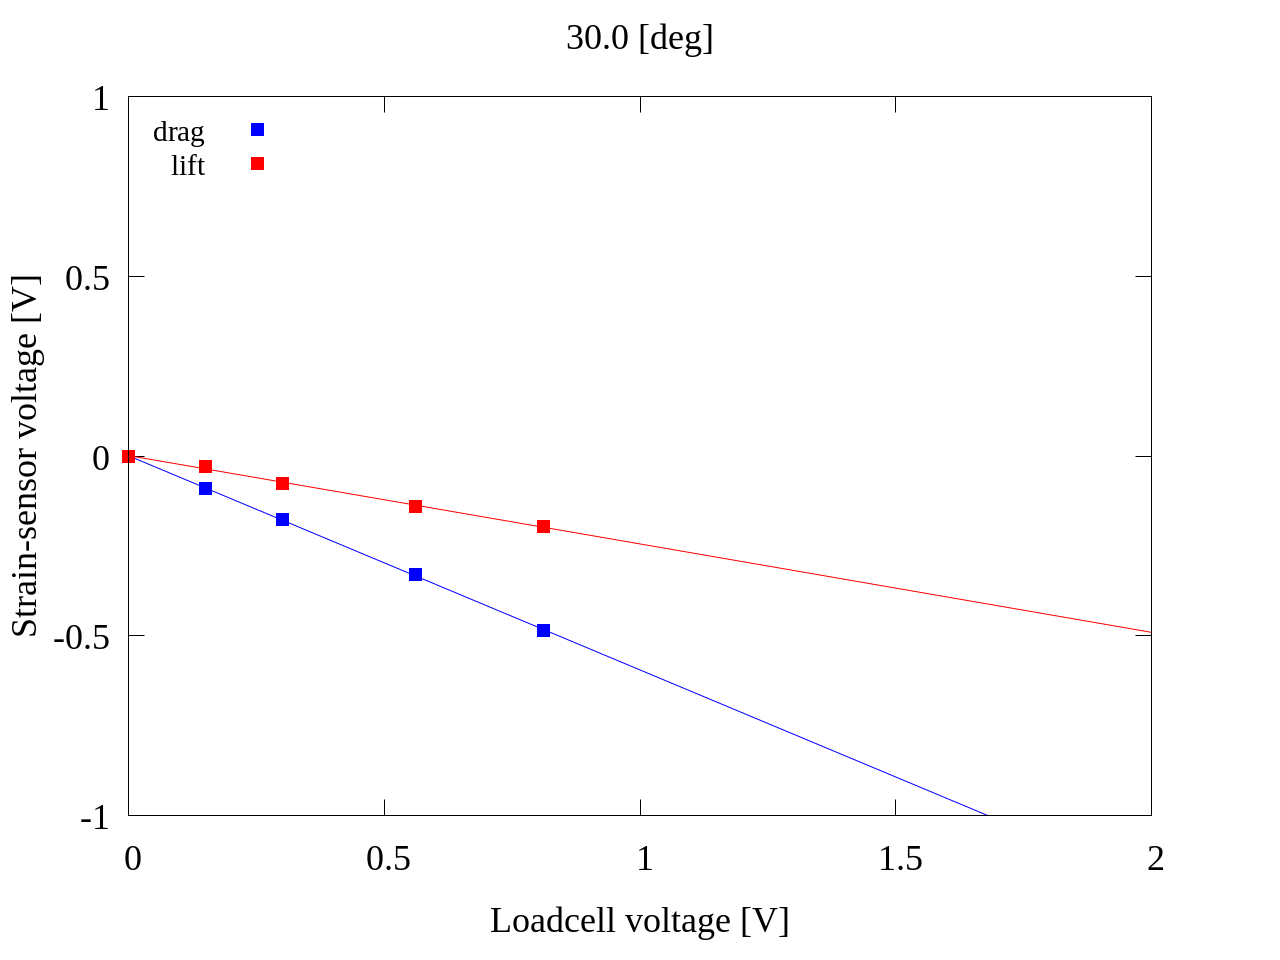 30.0 [deg]
1
drag
lift
0.5
0
-0.5
-1
Strain-sensor voltage [V]
0 0.5 1 1.5 2
Loadcell voltage [V]